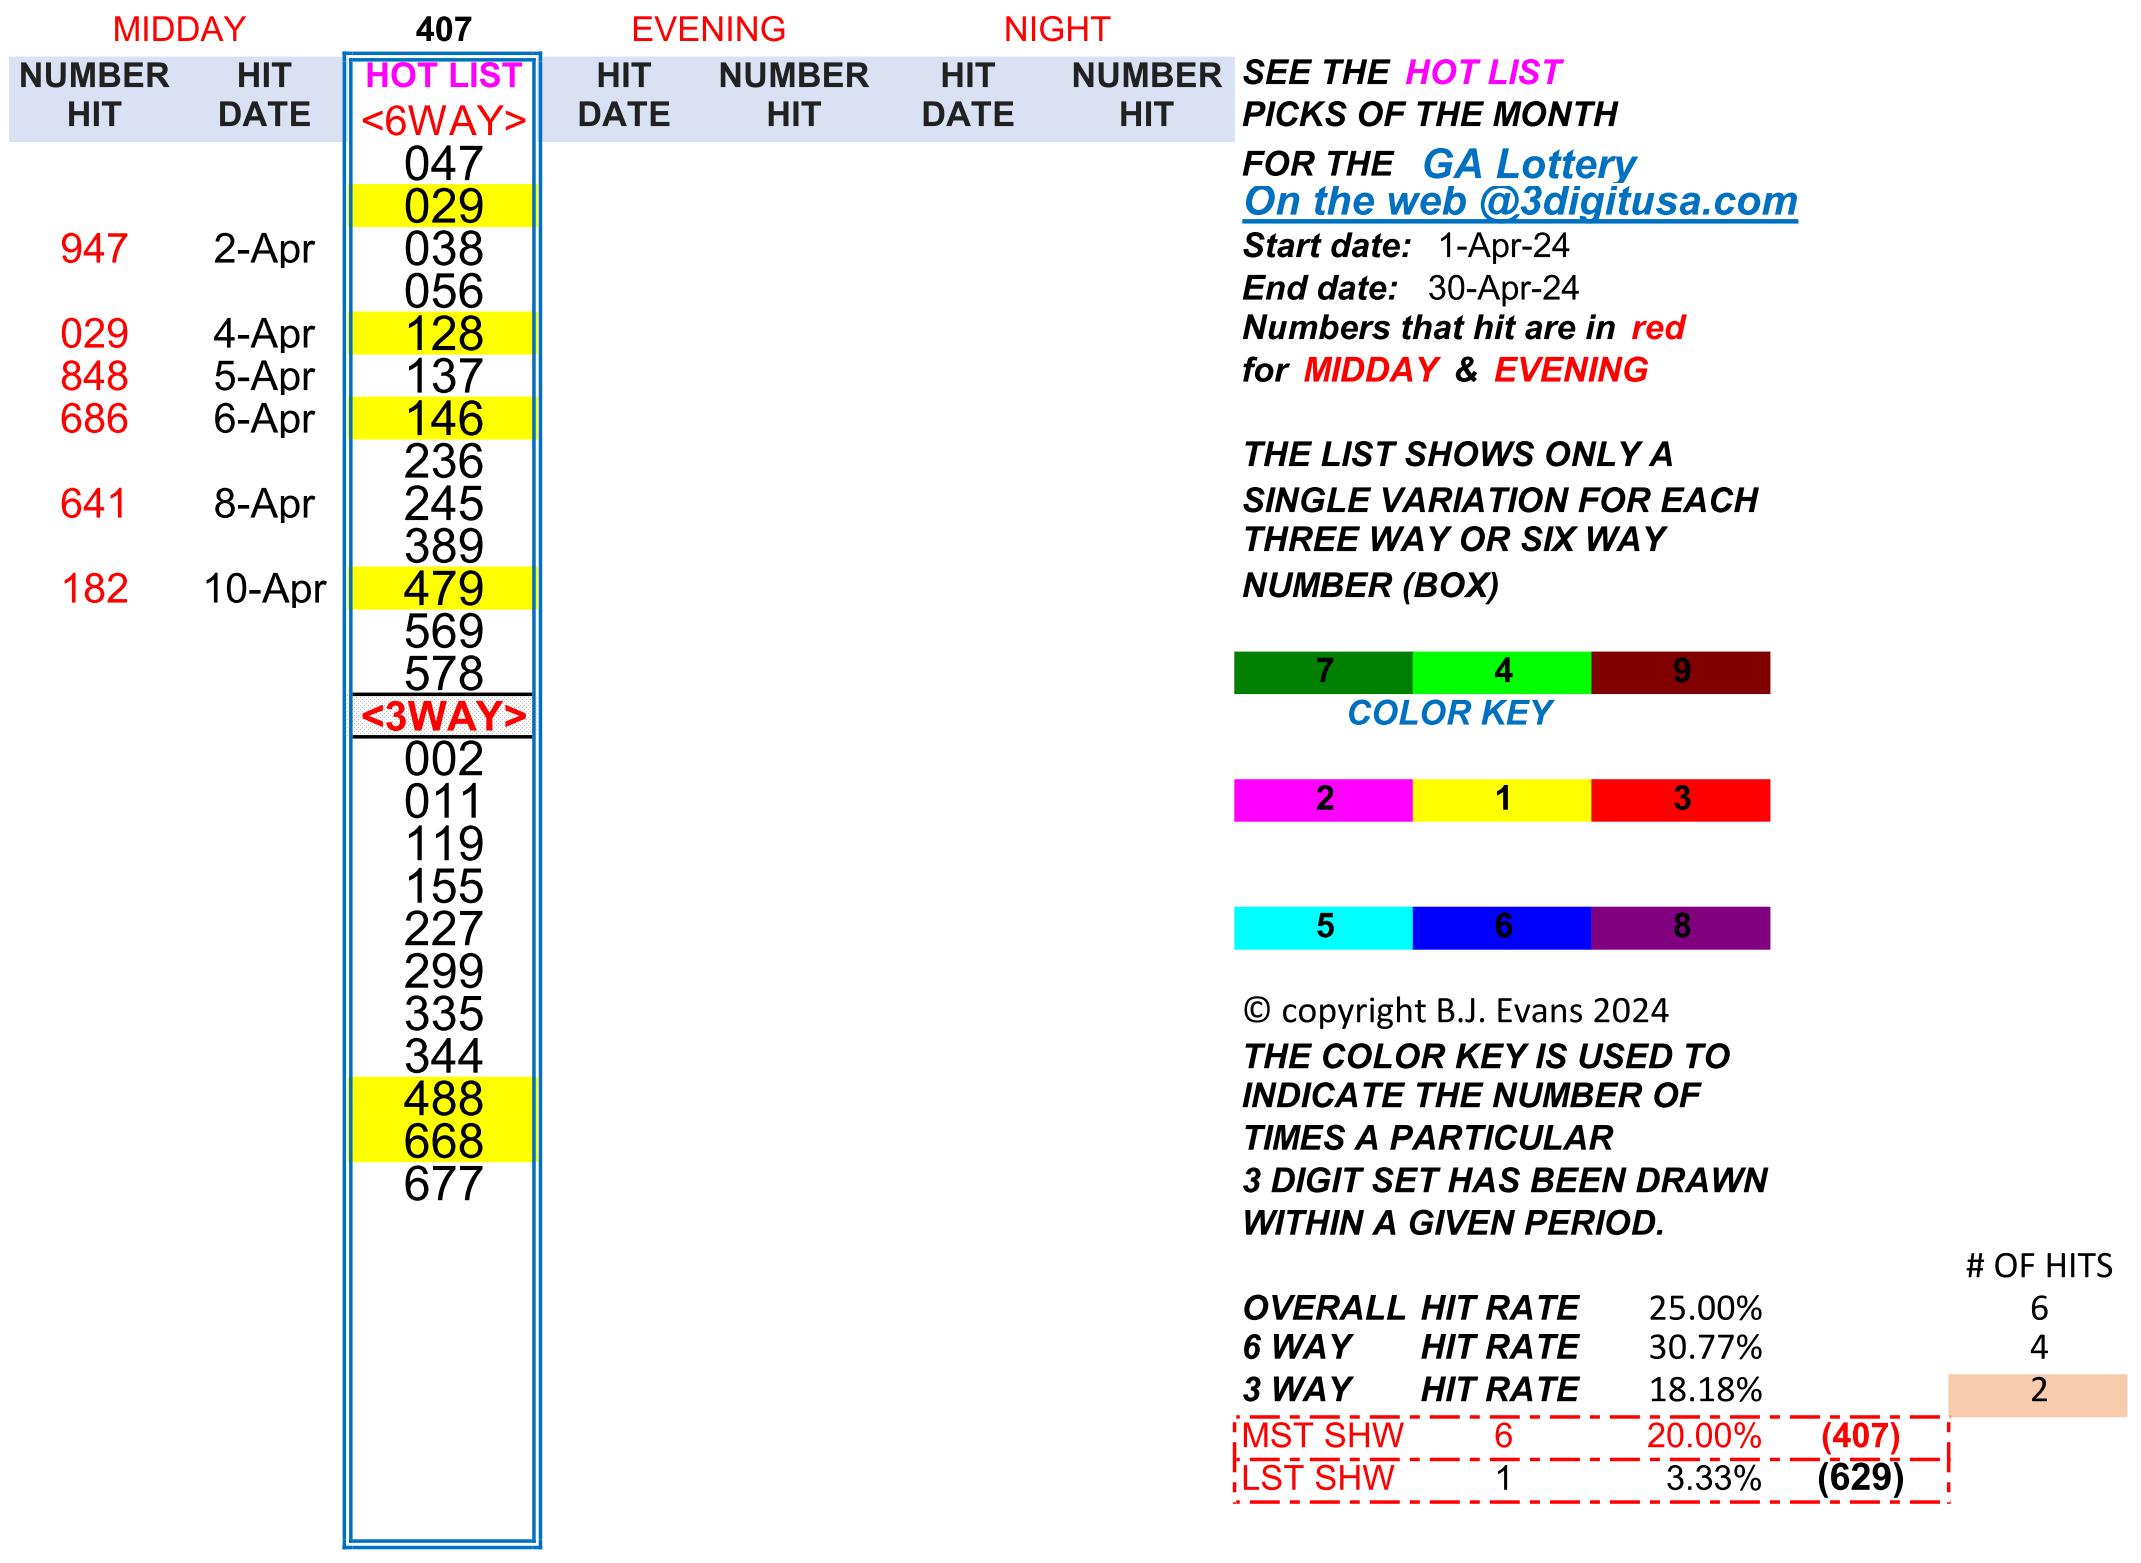 MIDDAY 407 EVENING NIGHT
NUMBER HIT HOT LIST HIT NUMBER HIT NUMBER
HIT DATE <6WAY> DATE HIT DATE HIT
047
029
947 2-Apr 038
056
029 4-Apr 128
848 5-Apr 137
686 6-Apr 146
236
641 8-Apr 245
389
182 10-Apr 479
569
578
<3WAY>
002
011
119
155
227
299
335
344
488
668
677
SEE THE HOT LIST
PICKS OF THE MONTH
FOR THE GA Lottery
On the web @3digitusa.com
Start date: 1-Apr-24
End date: 30-Apr-24
Numbers that hit are in red
for MIDDAY & EVENING
THE LIST SHOWS ONLY A
SINGLE VARIATION FOR EACH
THREE WAY OR SIX WAY
NUMBER (BOX)
7 4 9
COLOR KEY
2 1 3
5 6 8
© copyright B.J. Evans 2024
THE COLOR KEY IS USED TO
INDICATE THE NUMBER OF
TIMES A PARTICULAR
3 DIGIT SET HAS BEEN DRAWN
WITHIN A GIVEN PERIOD.
# OF HITS
OVERALL HIT RATE 25.00% 6
6 WAY HIT RATE 30.77% 4
3 WAY HIT RATE 18.18% 2
MST SHW 6 20.00% (407)
LST SHW 1 3.33% (629)